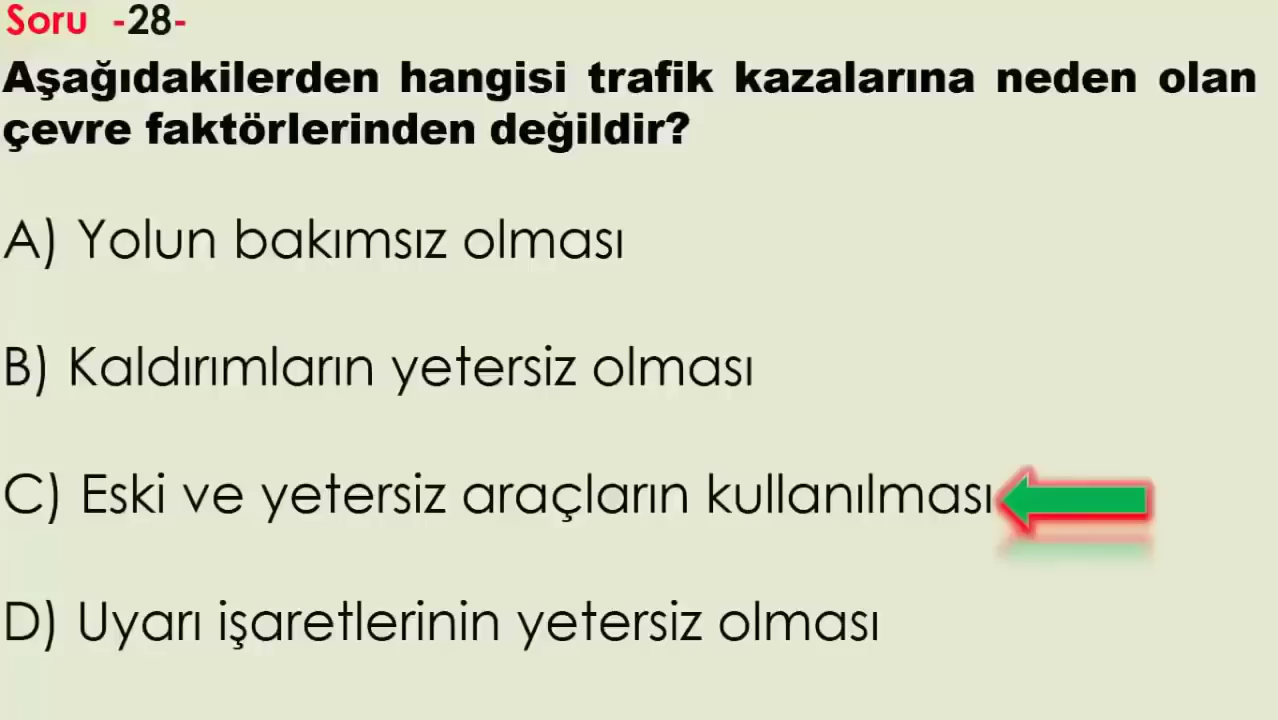 Soru -28-
Aşağıdakilerden hangisi trafik kazalarına neden olan
çevre faktörlerinden değildir?
A) Yolun bakımsız olması
B) Kaldırımların yetersiz olması
C) Eski ve yetersiz araçların kullanılması
D) Uyarı işaretlerinin yetersiz olması